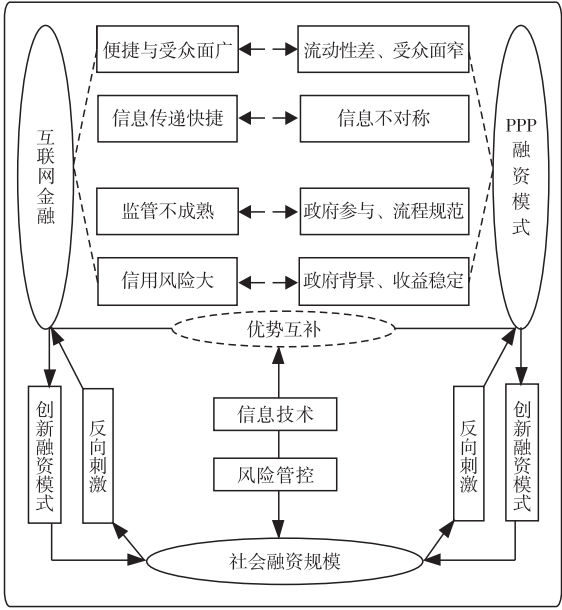 便捷与受众面广
流动性差、受众面窄
信息传递快捷
信息不对称
互联网金融
PPP融资模式
监管不成熟
政府参与、流程规范
信用风险大
政府背景、收益稳定
优势互补
创新融资模式
反向刺激
信息技术
风险管控
反向刺激
创新融资模式
社会融资规模